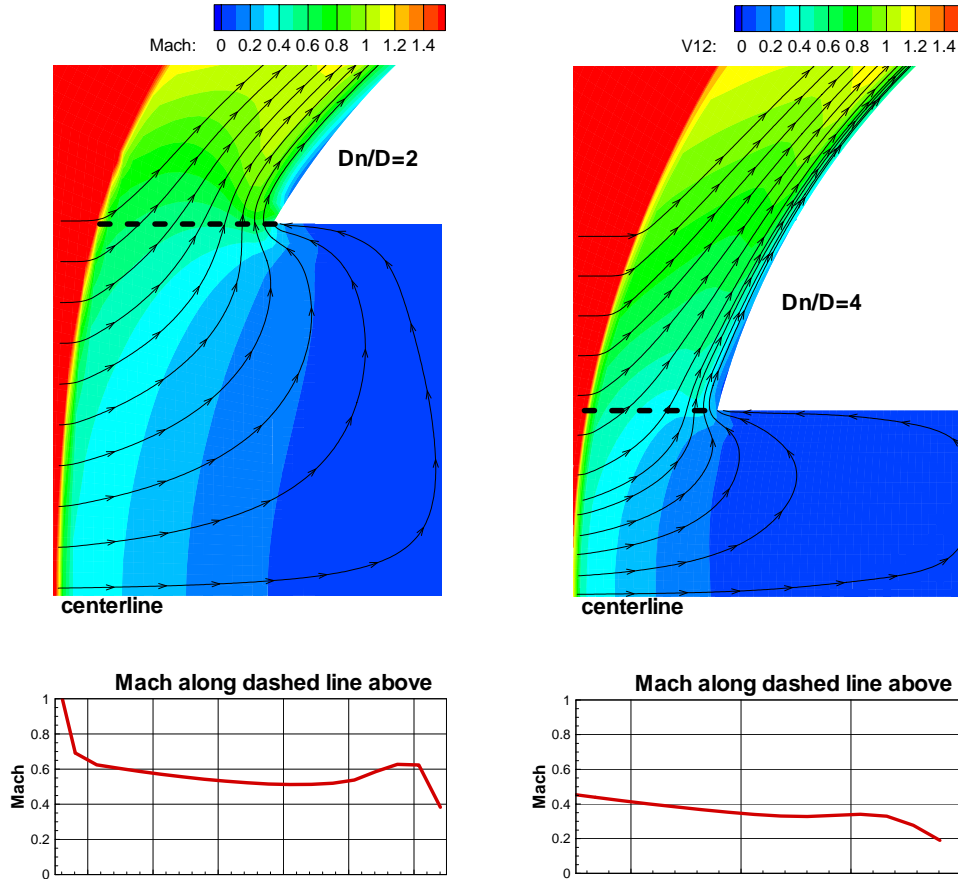 Mach: 0 0.2 0.4 0.6 0.8 1 1.2 1.4
V12: 0 0.2 0.4 0.6 0.8 1 1.2 1.4
Dn/D=2
Dn/D=4
centerline
centerline
Mach along dashed line above
Mach along dashed line above
1
0.8
0.6
0.4
0.2
0
Mach
1
0.8
0.6
0.4
0.2
0
Mach